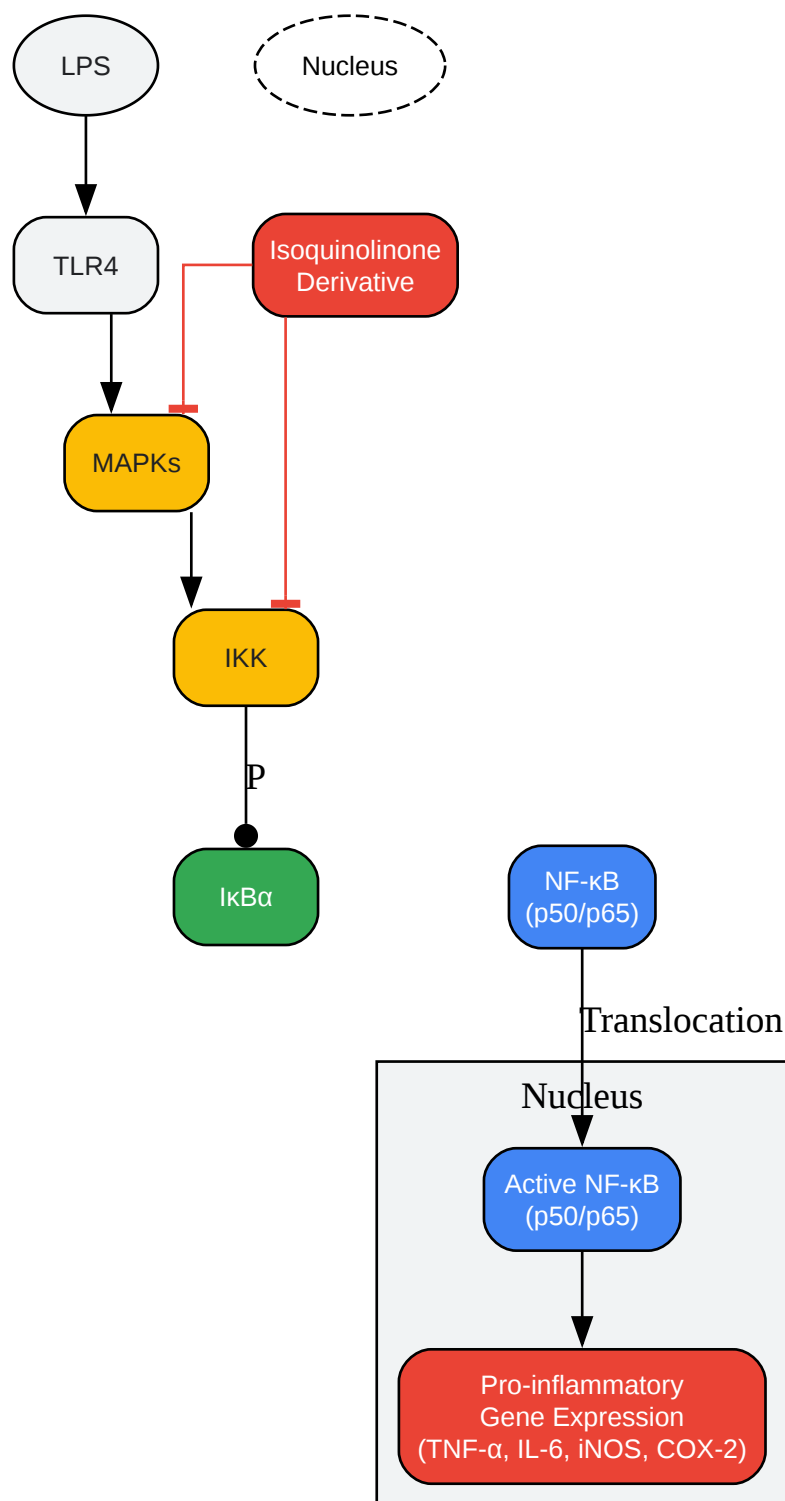 LPS
Nucleus
TLR4
Isoquinolinone
Derivative
MAPKs
IKK
P
IκBα
NF-κB
(p50/p65)
Translocation
Nucleus
Active NF-κB
(p50/p65)
Pro-inflammatory
Gene Expression
(TNF-α, IL-6, iNOS, COX-2)